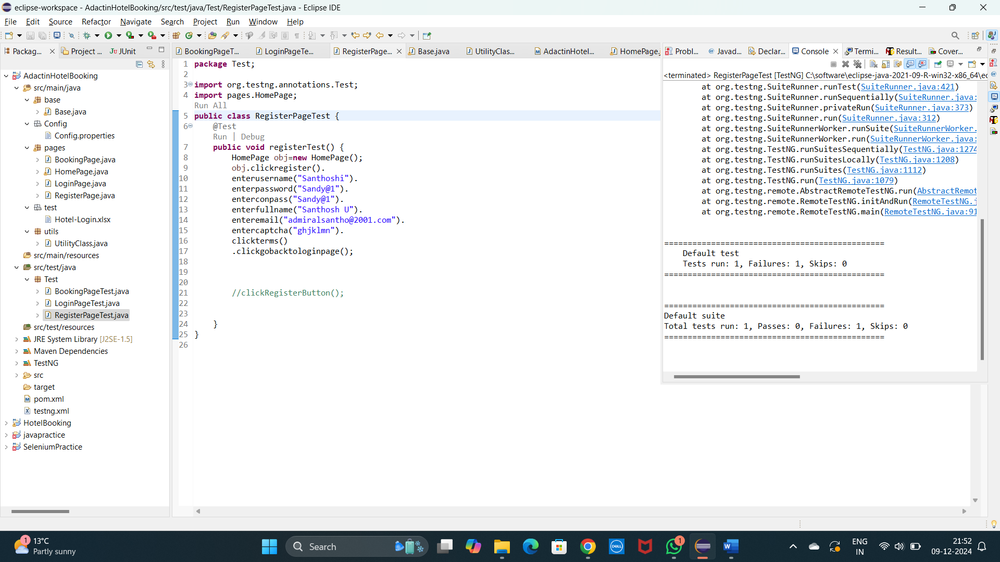 eclipse-workspace - AdactinHotelBooking/src/test/java/Test/RegisterPageTest.java - Eclipse IDE
File Edit Source Refactor Navigate Search Project Run Window Help
Packag... Project ... JUnit
BookingPageT... LoginPageTe... RegisterPage... Base.java UtilityClas... AdactinHotel... HomePage.
Probl... Javad... Declar... Console Termi... Result... Cover...
AdactinHotelBooking
src/main/java
base
Base.java
Config
Config.properties
pages
BookingPage.java
HomePage.java
LoginPage.java
RegisterPage.java
test
Hotel-Login.xlsx
utils
UtilityClass.java
src/main/resources
src/test/java
Test
BookingPageTest.java
LoginPageTest.java
RegisterPageTest.java
src/test/resources
JRE System Library [J2SE-1.5]
Maven Dependencies
TestNG
src
target
pom.xml
testng.xml
HotelBooking
javapractice
SeleniumPractice
1 package Test;
2
3 import org.testng.annotations.Test;
4 import pages.HomePage;
Run All
5 public class RegisterPageTest {
6 @Test
Run | Debug
7 public void registerTest() {
8 HomePage obj=new HomePage();
9 obj.clickregister().
10 enterusername("Santhoshi").
11 enterpassword("Sandy@1").
12 enterconpass("Sandy@1").
13 enterfullname("Santhosh U").
14 enteremail("admiralsantho@2001.com").
15 entercaptcha("ghjklmn").
16 clickterms()
17 .clickgobacktologinpage();
18
19
20
21 //clickRegisterButton();
22
23
24 }
25 }
26
<terminated> RegisterPageTest [TestNG] C:\software\eclipse-java-2021-09-R-win32-x86_64\ec
at org.testng.SuiteRunner.runTest(SuiteRunner.java:421)
at org.testng.SuiteRunner.runSequentially(SuiteRunner.java:
at org.testng.SuiteRunner.privateRun(SuiteRunner.java:373)
at org.testng.SuiteRunner.run(SuiteRunner.java:312)
at org.testng.SuiteRunnerWorker.runSuite(SuiteRunnerWorker.
at org.testng.SuiteRunnerWorker.run(SuiteRunnerWorker.java:
at org.testng.TestNG.runSuitesSequentially(TestNG.java:1274
at org.testng.TestNG.runSuitesLocally(TestNG.java:1208)
at org.testng.TestNG.runSuites(TestNG.java:1112)
at org.testng.TestNG.run(TestNG.java:1079)
at org.testng.remote.AbstractRemoteTestNG.run(AbstractRemot
at org.testng.remote.RemoteTestNG.initAndRun(RemoteTestNG.j
at org.testng.remote.RemoteTestNG.main(RemoteTestNG.java:91
===============================================
Default test
Tests run: 1, Failures: 1, Skips: 0
===============================================
===============================================
Default suite
Total tests run: 1, Passes: 0, Failures: 1, Skips: 0
===============================================
1
13°C
Partly sunny
Search
DELL
1
ENG
IN
21:52
09-12-2024